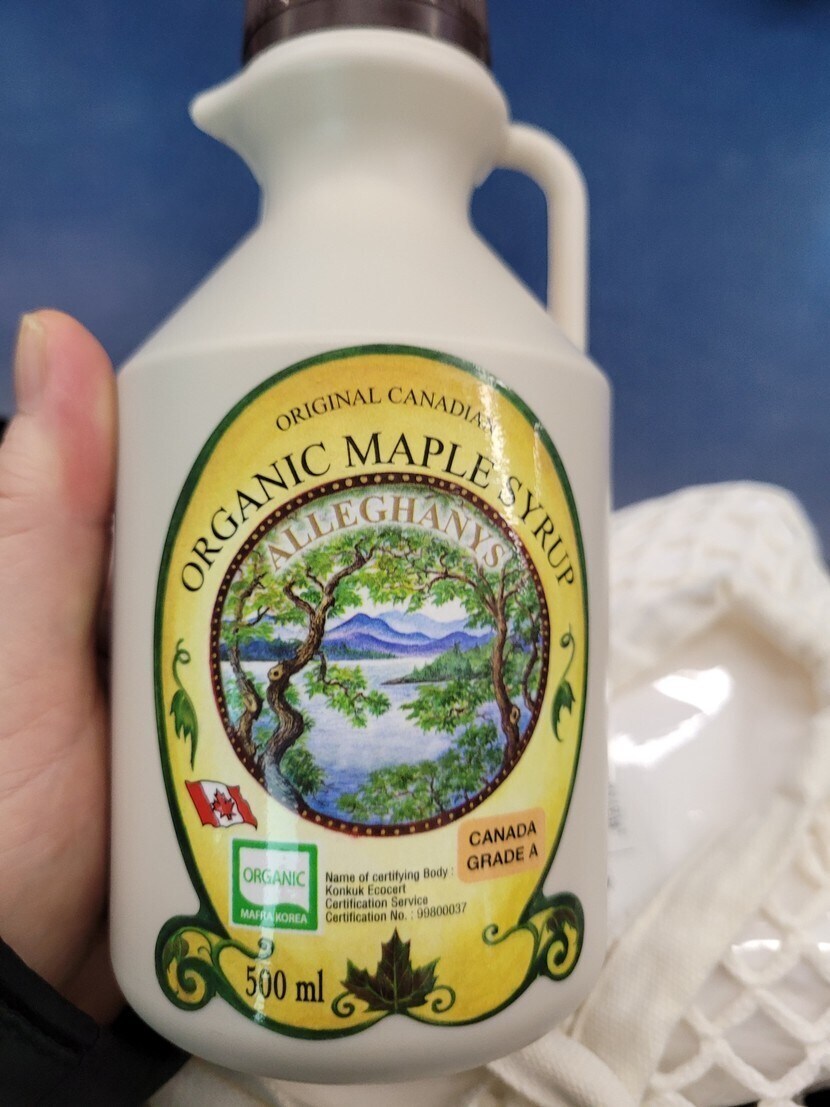 ORIGINAL CANADIAN
ORGANIC MAPLE SYRUP
ALLEGHANYS
CANADA
GRADE A
ORGANIC
MAFRA KOREA
Name of certifying Body :
Konkuk Ecocert
Certification Service
Certification No. : 99800037
500 ml